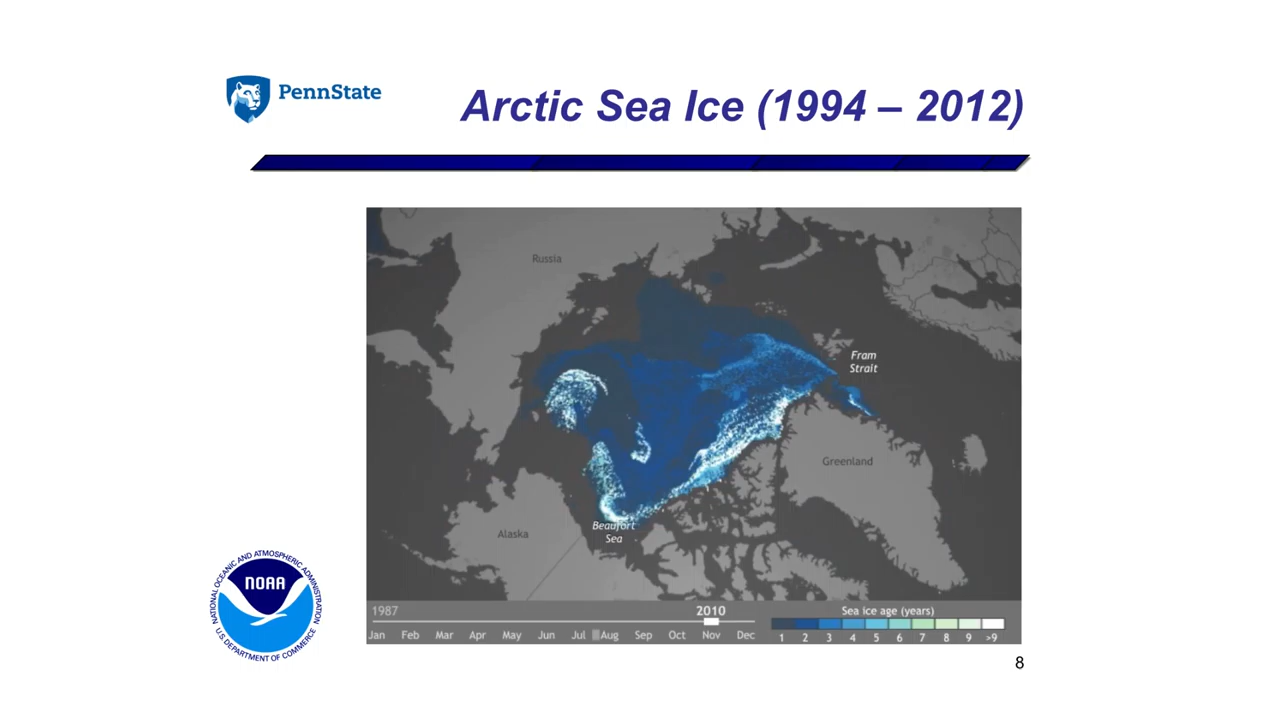 PennState
Arctic Sea Ice (1994 – 2012)
Russia
Fram
Strait
Greenland
Beaufort
Sea
Alaska
NATIONAL OCEANIC AND ATMOSPHERIC ADMINISTRATION
NOAA
U.S. DEPARTMENT OF COMMERCE
1987
2010
Sea ice age (years)
Jan Feb Mar Apr May Jun Jul Aug Sep Oct Nov Dec
1 2 3 4 5 6 7 8 9 >9
8